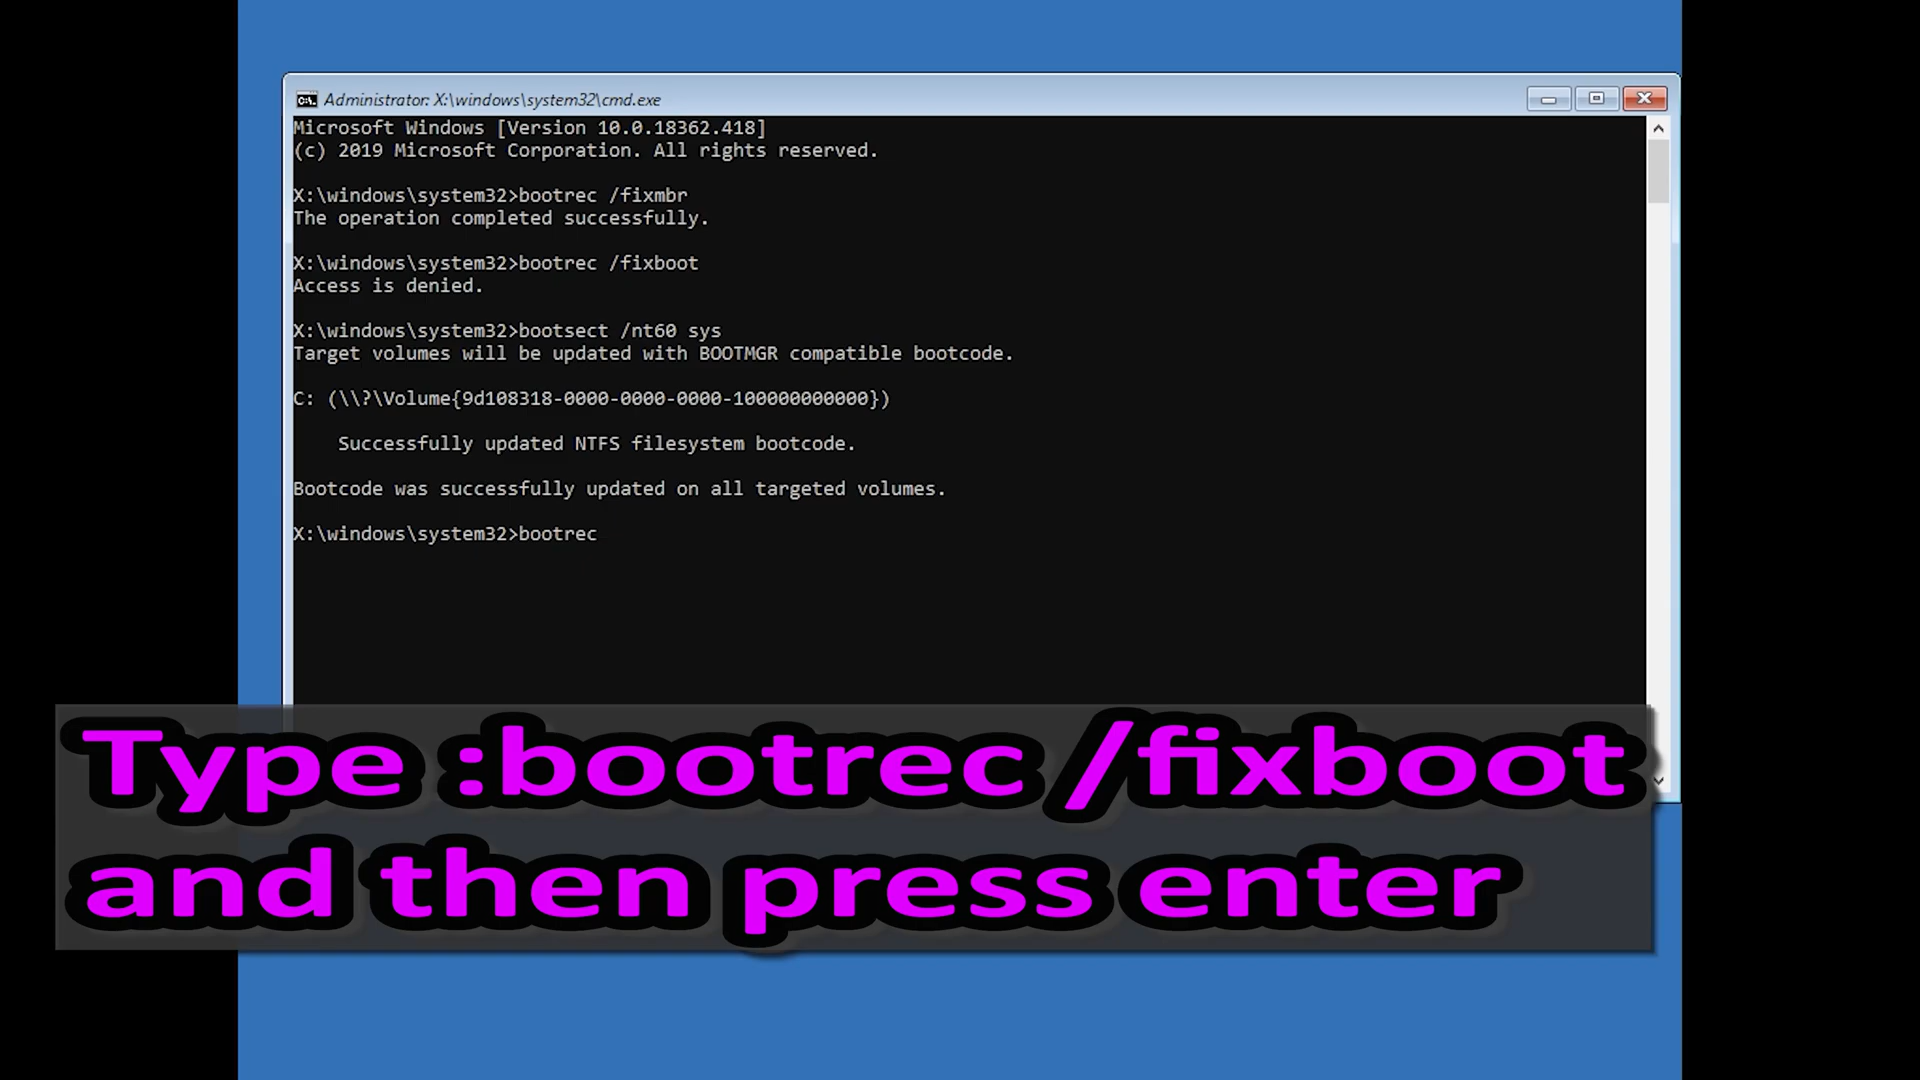 Administrator: X:\windows\system32\cmd.exe
Microsoft Windows [Version 10.0.18362.418]
(c) 2019 Microsoft Corporation. All rights reserved.
X:\windows\system32>bootrec /fixmbr
The operation completed successfully.
X:\windows\system32>bootrec /fixboot
Access is denied.
X:\windows\system32>bootsect /nt60 sys
Target volumes will be updated with BOOTMGR compatible bootcode.
C: (\\?\Volume{9d108318-0000-0000-0000-100000000000})
Successfully updated NTFS filesystem bootcode.
Bootcode was successfully updated on all targeted volumes.
X:\windows\system32>bootrec
Type :bootrec /fixboot
and then press enter